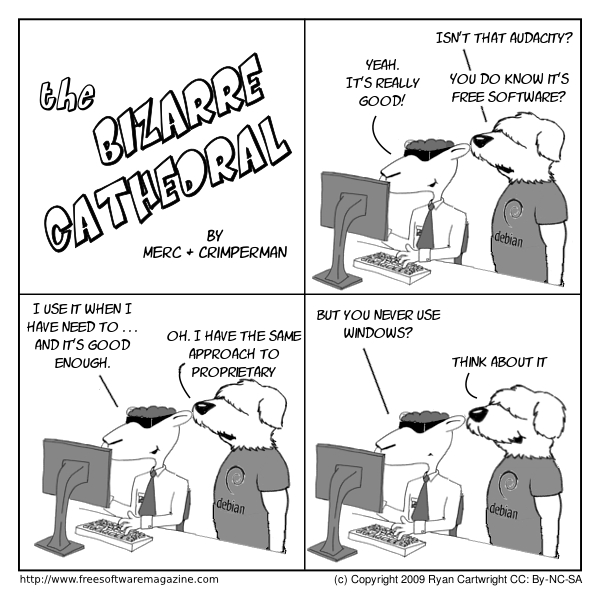 the
BIZARRE
CATHEDRAL
BY
MERC + CRIMPERMAN
ISN'T THAT AUDACITY?
YEAH.
IT'S REALLY
GOOD!
YOU DO KNOW IT'S
FREE SOFTWARE?
debian
I USE IT WHEN I
HAVE NEED TO ...
AND IT'S GOOD
ENOUGH.
OH. I HAVE THE SAME
APPROACH TO
PROPRIETARY
debian
BUT YOU NEVER USE
WINDOWS?
THINK ABOUT IT
debian
http://www.freesoftwaremagazine.com
(c) Copyright 2009 Ryan Cartwright CC: By-NC-SA